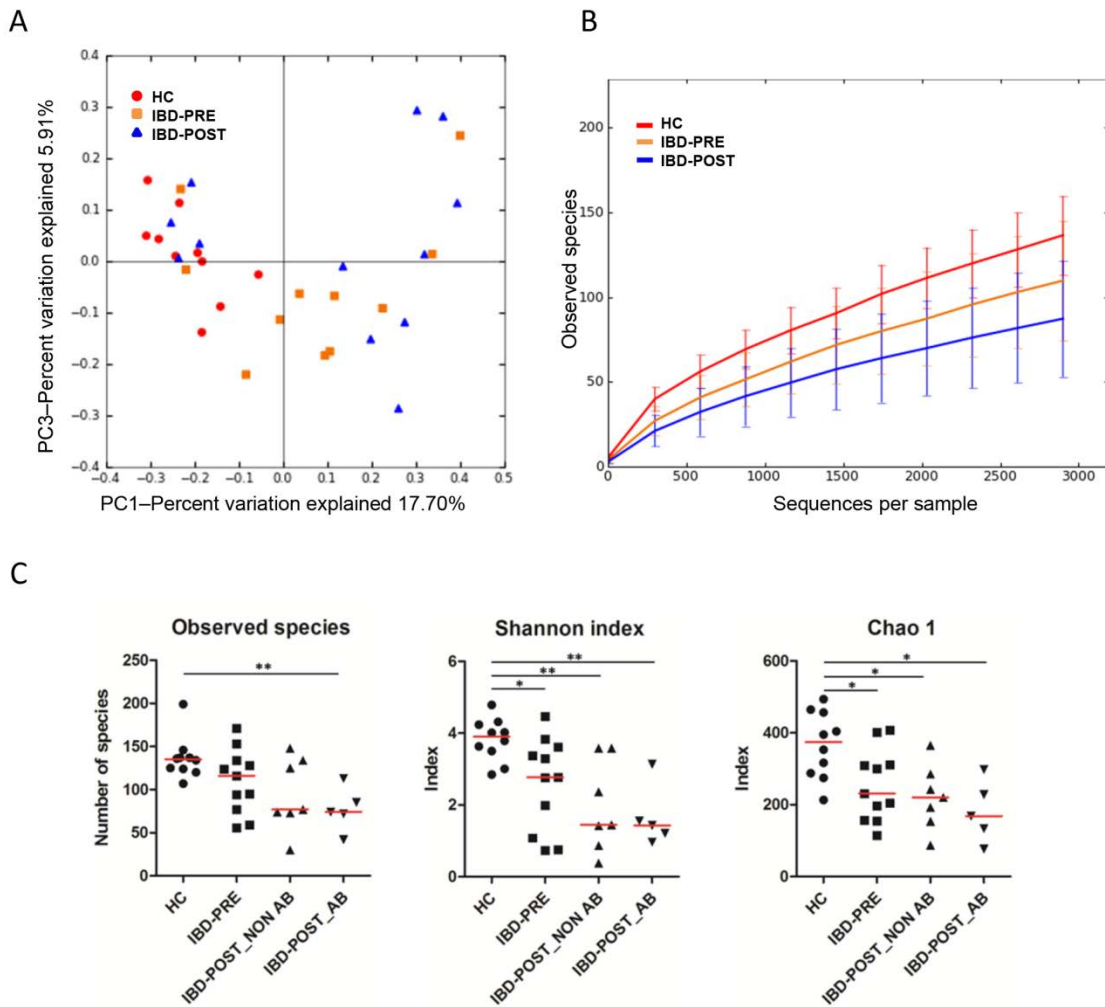 A
0.4
0.3
0.2
0.1
0.0
−0.1
−0.2
−0.3
−0.4
−0.4
−0.3
−0.2
−0.1
0.0
0.1
0.2
0.3
0.4
0.5
HC
IBD-PRE
IBD-POST
PC3–Percent variation explained 5.91%
PC1–Percent variation explained 17.70%
B
200
150
100
50
0
0
500
1000
1500
2000
2500
3000
HC
IBD-PRE
IBD-POST
Observed species
Sequences per sample
C
Observed species
250
200
150
100
50
0
Number of species
**
HC
IBD-PRE
IBD-POST_NON AB
IBD-POST_AB
Shannon index
6
4
2
0
Index
**
**
*
HC
IBD-PRE
IBD-POST_NON AB
IBD-POST_AB
Chao 1
600
400
200
0
Index
*
*
*
HC
IBD-PRE
IBD-POST_NON AB
IBD-POST_AB